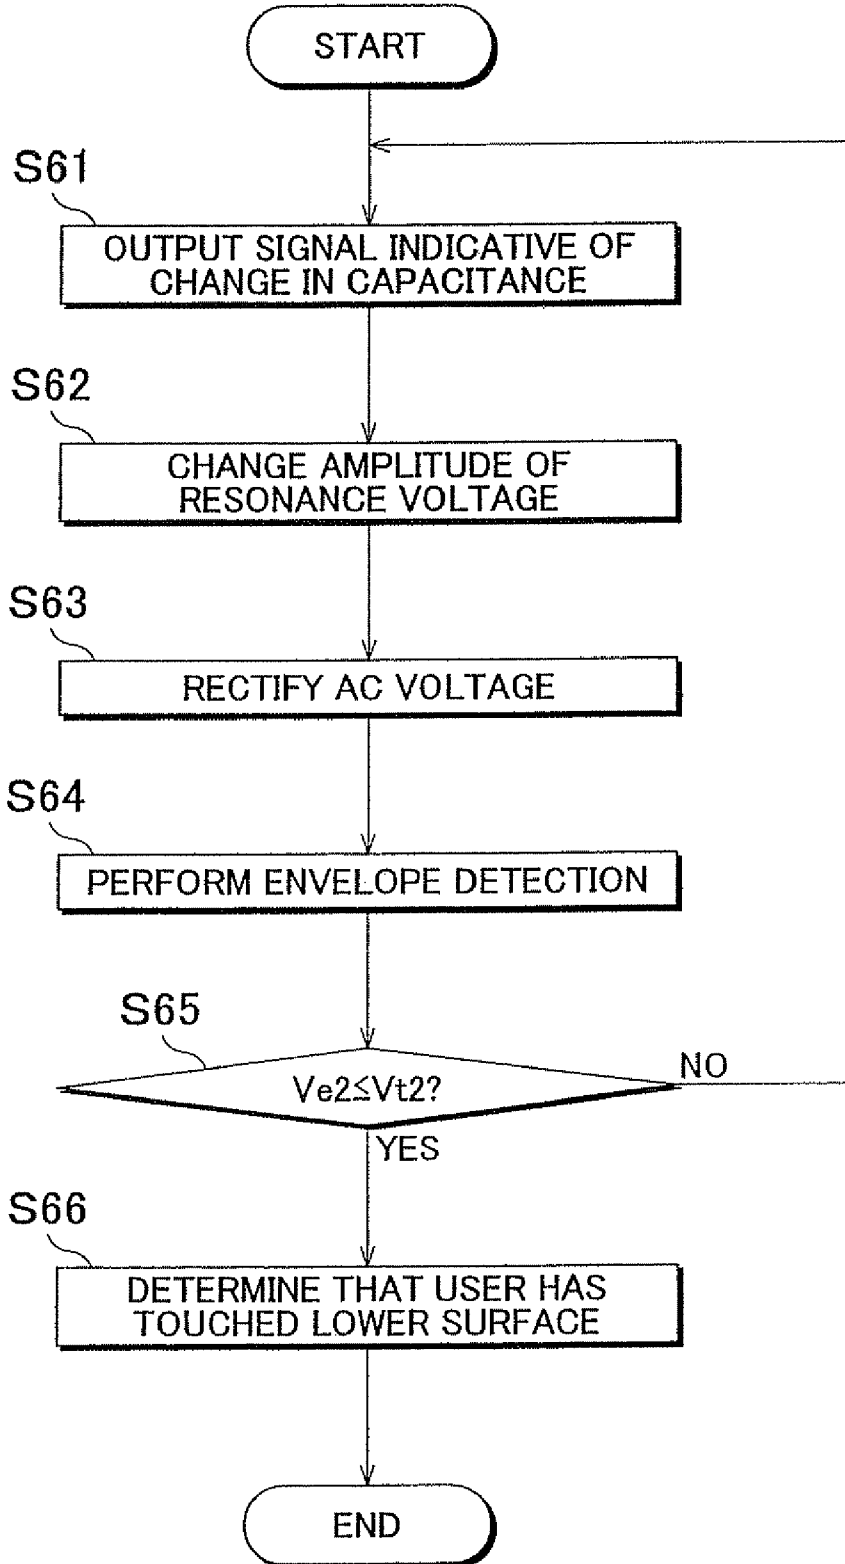 START
S61
OUTPUT SIGNAL INDICATIVE OF
CHANGE IN CAPACITANCE
S62
CHANGE AMPLITUDE OF
RESONANCE VOLTAGE
S63
RECTIFY AC VOLTAGE
S64
PERFORM ENVELOPE DETECTION
S65
Ve2≤Vt2?
NO
YES
S66
DETERMINE THAT USER HAS
TOUCHED LOWER SURFACE
END